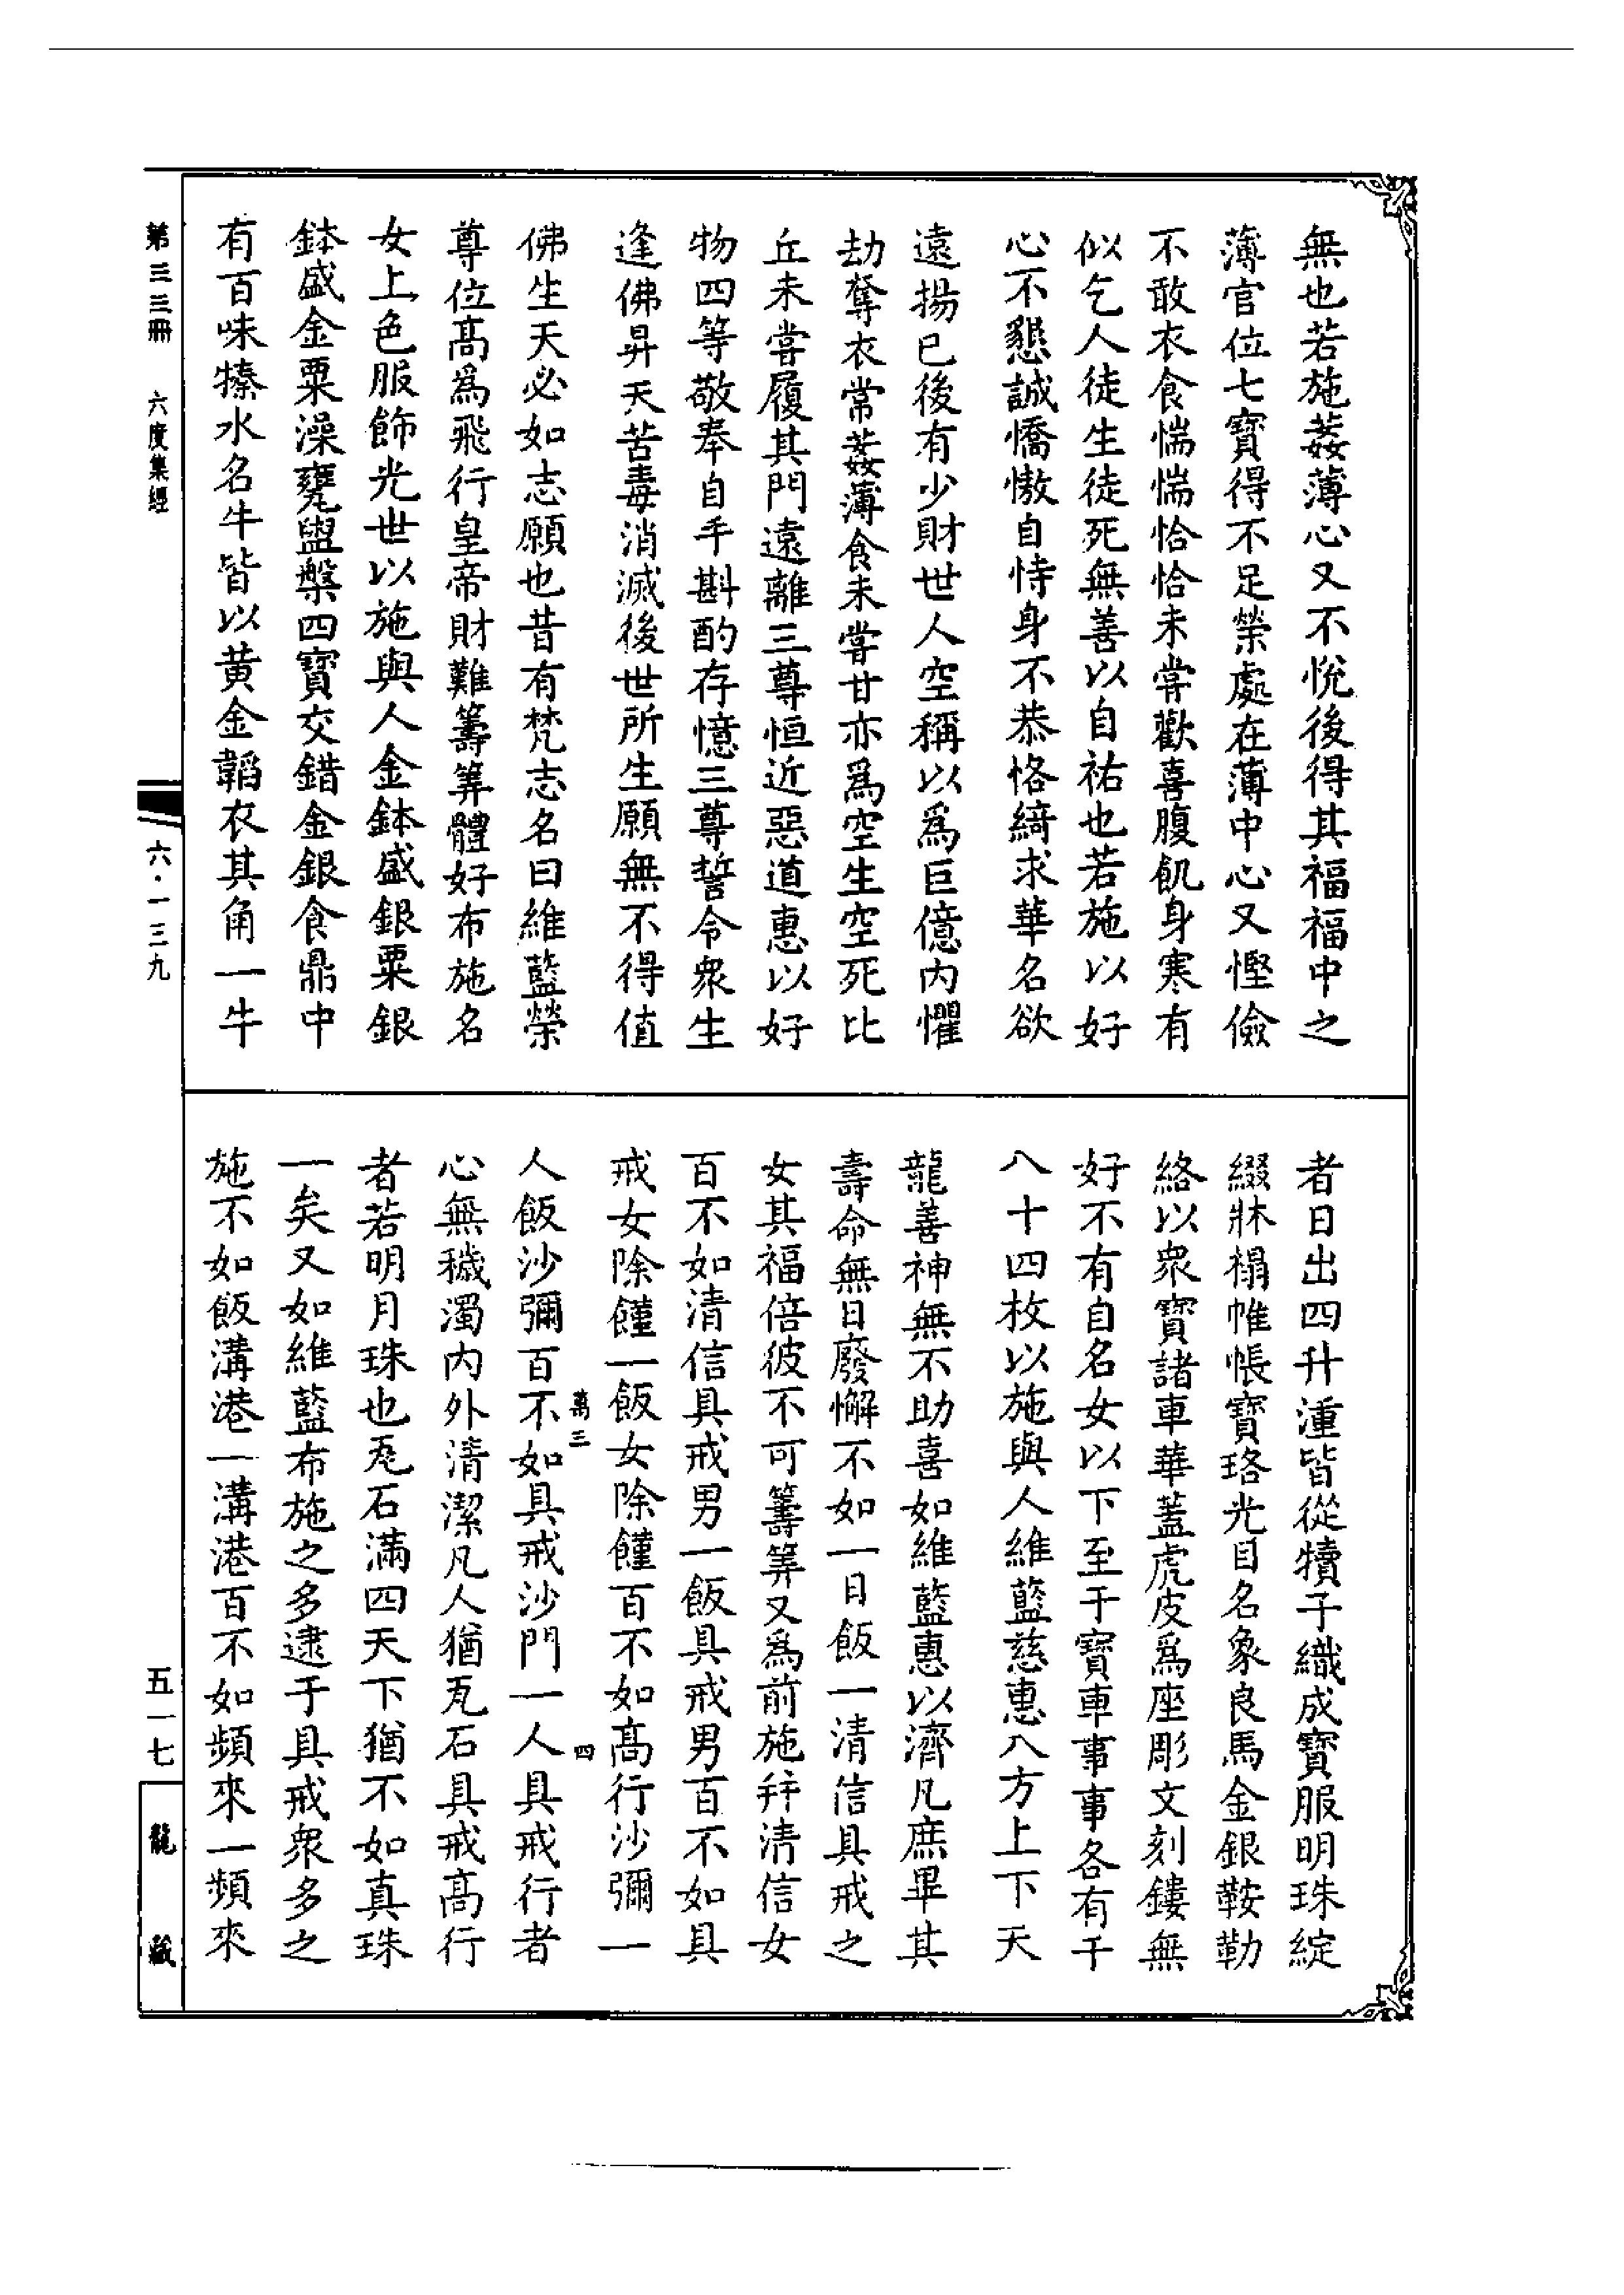 無也若施葌薄心又不悅後得其福福中之
薄官位七寶得不足榮處在薄中心又慳儉
不敢衣食惴惴恰恰未嘗歡喜腹飢身寒有
似乞人徒生徒死無善以自祐也若施以好
心不懇誠憍慠自恃身不恭恪綺求華名欲
遠揚已後有少財世人空稱以爲巨億內懼
劫奪衣常葌薄食未嘗甘亦爲空生空死比
丘未嘗履其門遠離三尊恒近惡道惠以好
物四等敬奉自手斟酌存憶三尊誓令衆生
逢佛昇天苦毒消滅後世所生願無不得值
佛生天必如志願也昔有梵志名曰維藍榮
尊位高爲飛行皇帝財難籌筭體好布施名
女上色服飾光世以施與人金鉢盛銀粟銀
鉢盛金粟澡甕盥槃四寶交錯金銀食鼎中
有百味㨞水名牛皆以黃金韜衣其角一牛
者日出四升湩皆從犢子織成寶服明珠綻
綴牀榻帷帳寶珞光目名象良馬金銀鞍勒
絡以衆寶諸車華蓋虎皮爲座彫文刻鏤無
好不有自名女以下至于寶車事事各有千
八十四枚以施與人維藍慈惠八方上下天
龍善神無不助喜如維藍惠以濟凡庶畢其
壽命無日廢懈不如一日飯一清信具戒之
女其福倍彼不可籌筭又爲前施幷清信女
百不如清信具戒男一飯具戒男百不如具
戒女除饉一飯女除饉百不如高行沙彌一
人飯沙彌百不如具戒沙門一人具戒行者
萬三
四
心無穢濁內外清潔凡人猶瓦石具戒高行
者若明月珠也瓦石滿四天下猶不如真珠
一矣又如維藍布施之多逮于具戒衆多之
施不如飯溝港一溝港百不如頻來一頻來
第三三冊 六度集經
六·一三九
五一七
龍藏